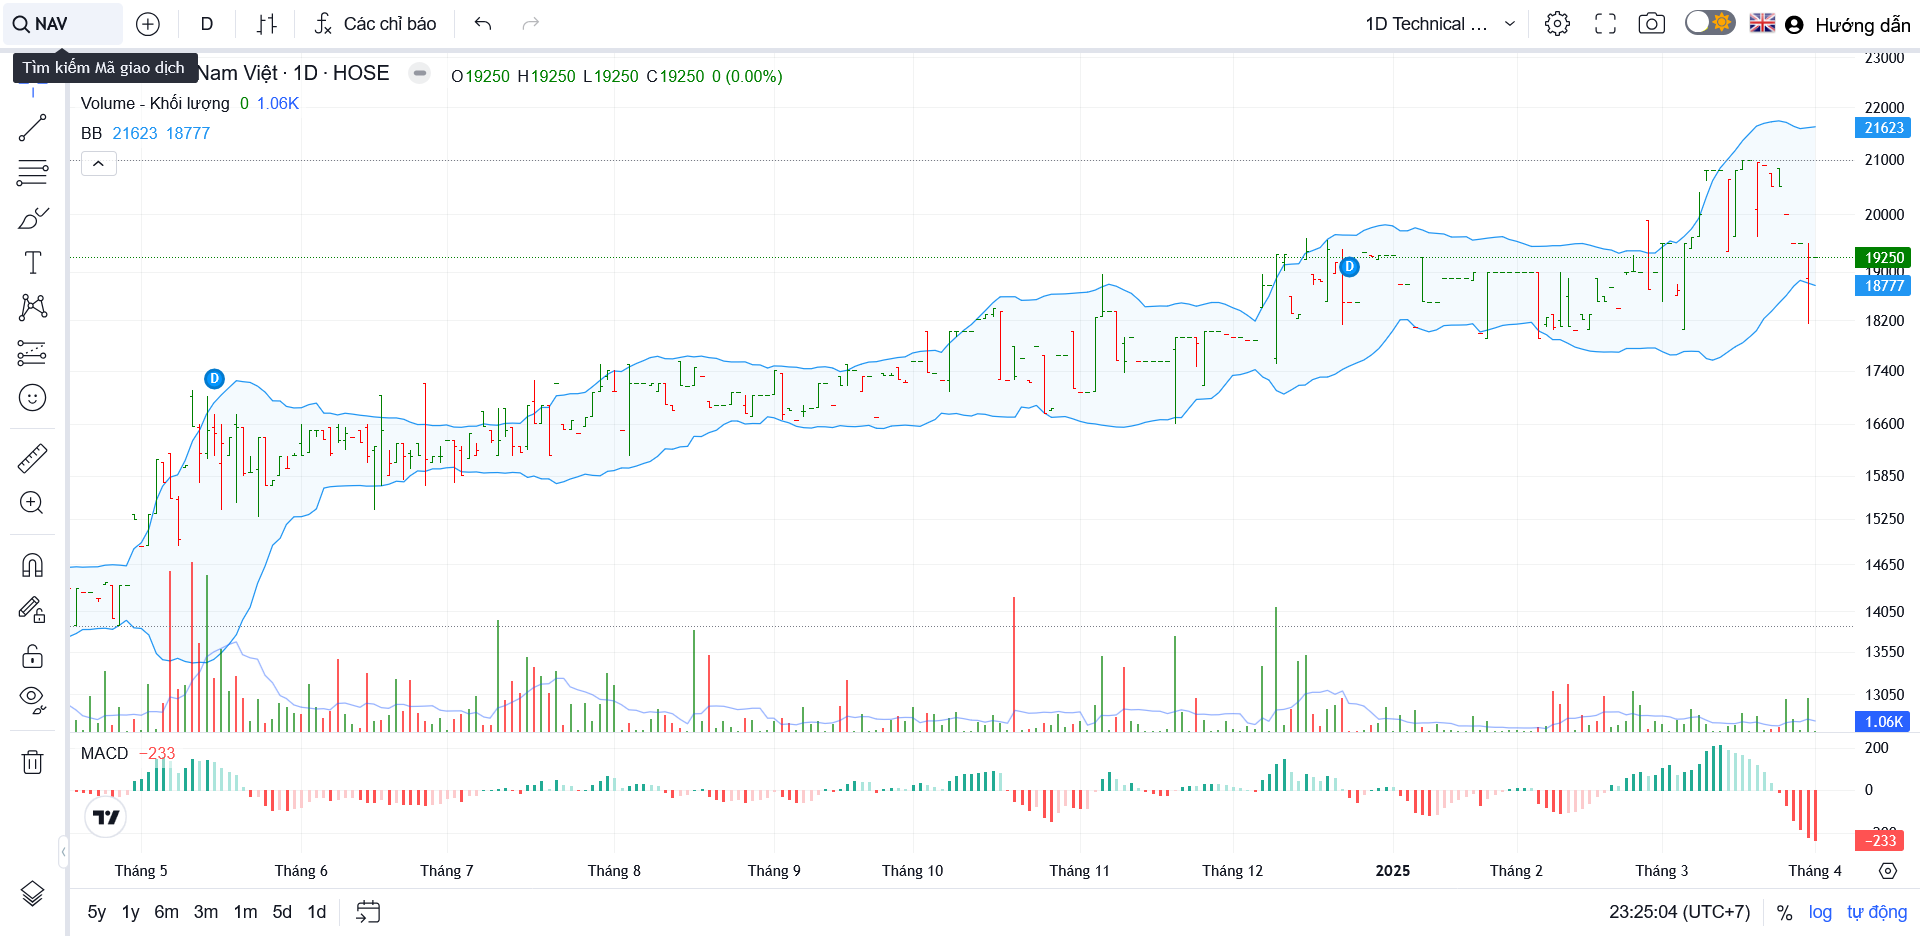 NAV
D
Các chỉ báo
1D Technical ...
Hướng dẫn
Tìm kiếm Mã giao dịch
Nam Việt · 1D · HOSE
O19250 H19250 L19250 C19250 0 (0.00%)
Volume - Khối lượng 0 1.06K
BB 21623 18777
23000
22000
21623
21000
20000
19250
19000
18777
18200
17400
16600
15850
15250
14650
14050
13550
13050
1.06K
D
D
MACD −233
200
0
−233
Tháng 5
Tháng 6
Tháng 7
Tháng 8
Tháng 9
Tháng 10
Tháng 11
Tháng 12
2025
Tháng 2
Tháng 3
Tháng 4
5y 1y 6m 3m 1m 5d 1d
23:25:04 (UTC+7)
%
log
tự động